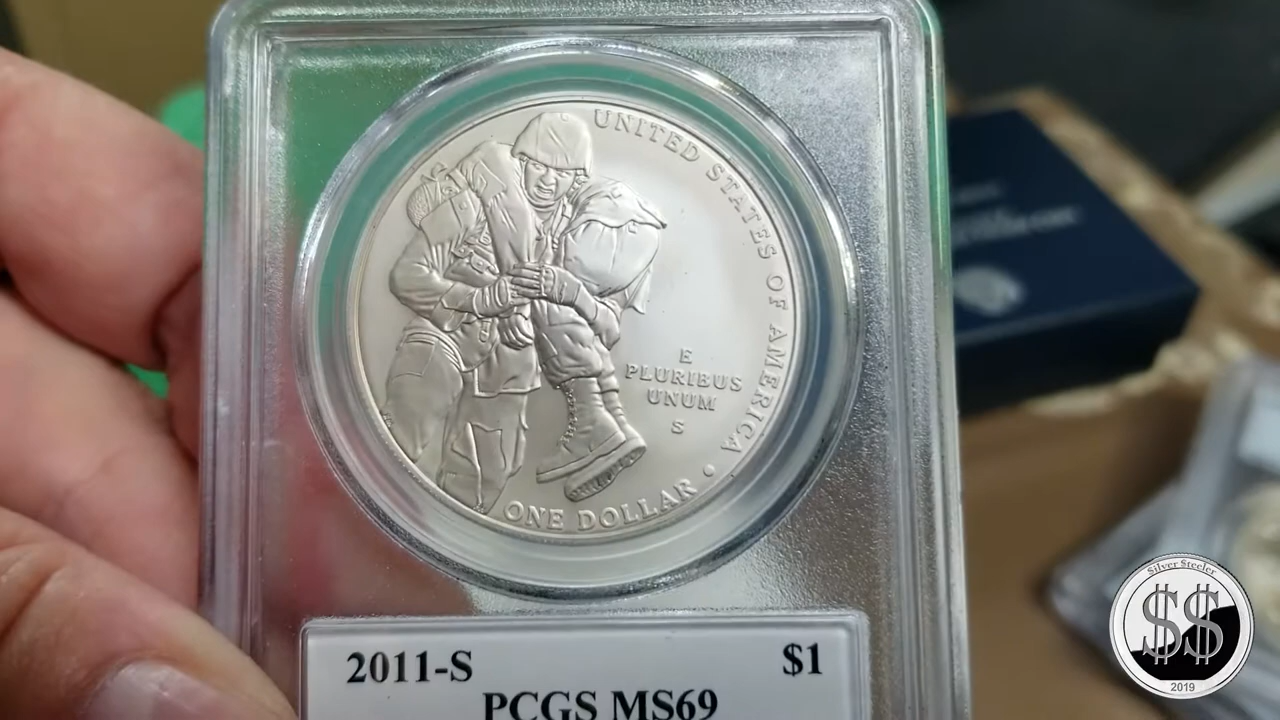 UNITED STATES OF AMERICA
E
PLURIBUS
UNUM
S
ONE DOLLAR
2011-S $1
PCGS MS69
Silver Steeler
$$
2019